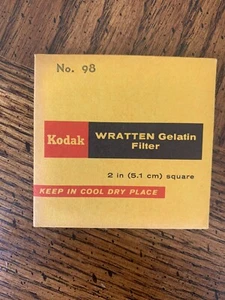 No. 98
Kodak
WRATTEN Gelatin
Filter
2 in (5.1 cm) square
KEEP IN COOL DRY PLACE